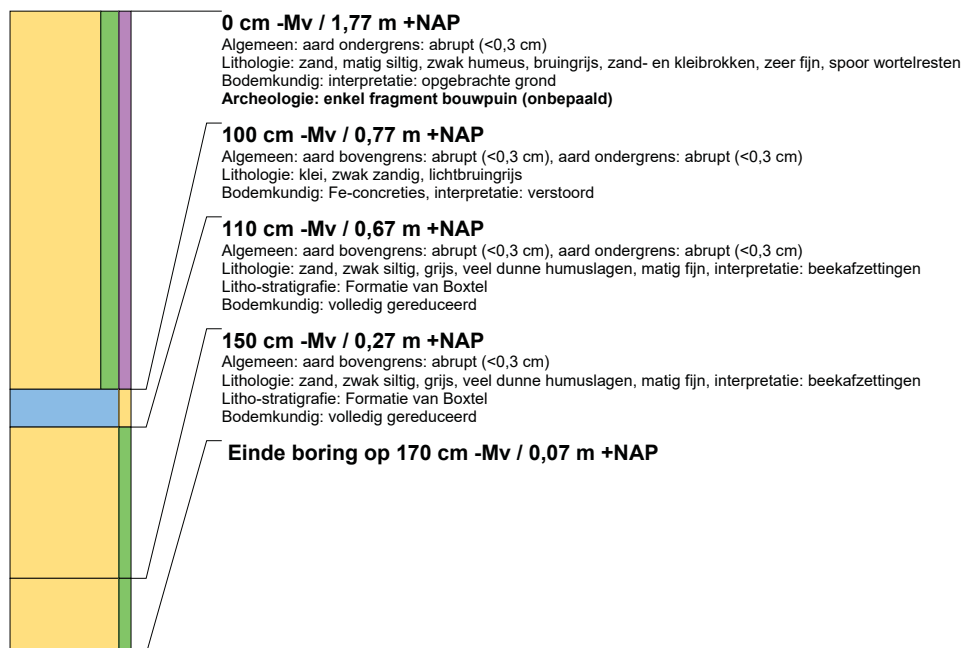 0 cm -Mv / 1,77 m +NAP
Algemeen: aard ondergrens: abrupt (<0,3 cm)
Lithologie: zand, matig siltig, zwak humeus, bruingrijs, zand- en kleibrokken, zeer fijn, spoor wortelresten
Bodemkundig: interpretatie: opgebrachte grond
Archeologie: enkel fragment bouwpuin (onbepaald)
100 cm -Mv / 0,77 m +NAP
Algemeen: aard bovengrens: abrupt (<0,3 cm), aard ondergrens: abrupt (<0,3 cm)
Lithologie: klei, zwak zandig, lichtbruingrijs
Bodemkundig: Fe-concreties, interpretatie: verstoord
110 cm -Mv / 0,67 m +NAP
Algemeen: aard bovengrens: abrupt (<0,3 cm), aard ondergrens: abrupt (<0,3 cm)
Lithologie: zand, zwak siltig, grijs, veel dunne humuslagen, matig fijn, interpretatie: beekafzettingen
Litho-stratigrafie: Formatie van Boxtel
Bodemkundig: volledig gereduceerd
150 cm -Mv / 0,27 m +NAP
Algemeen: aard bovengrens: abrupt (<0,3 cm)
Lithologie: zand, zwak siltig, grijs, veel dunne humuslagen, matig fijn, interpretatie: beekafzettingen
Litho-stratigrafie: Formatie van Boxtel
Bodemkundig: volledig gereduceerd
Einde boring op 170 cm -Mv / 0,07 m +NAP